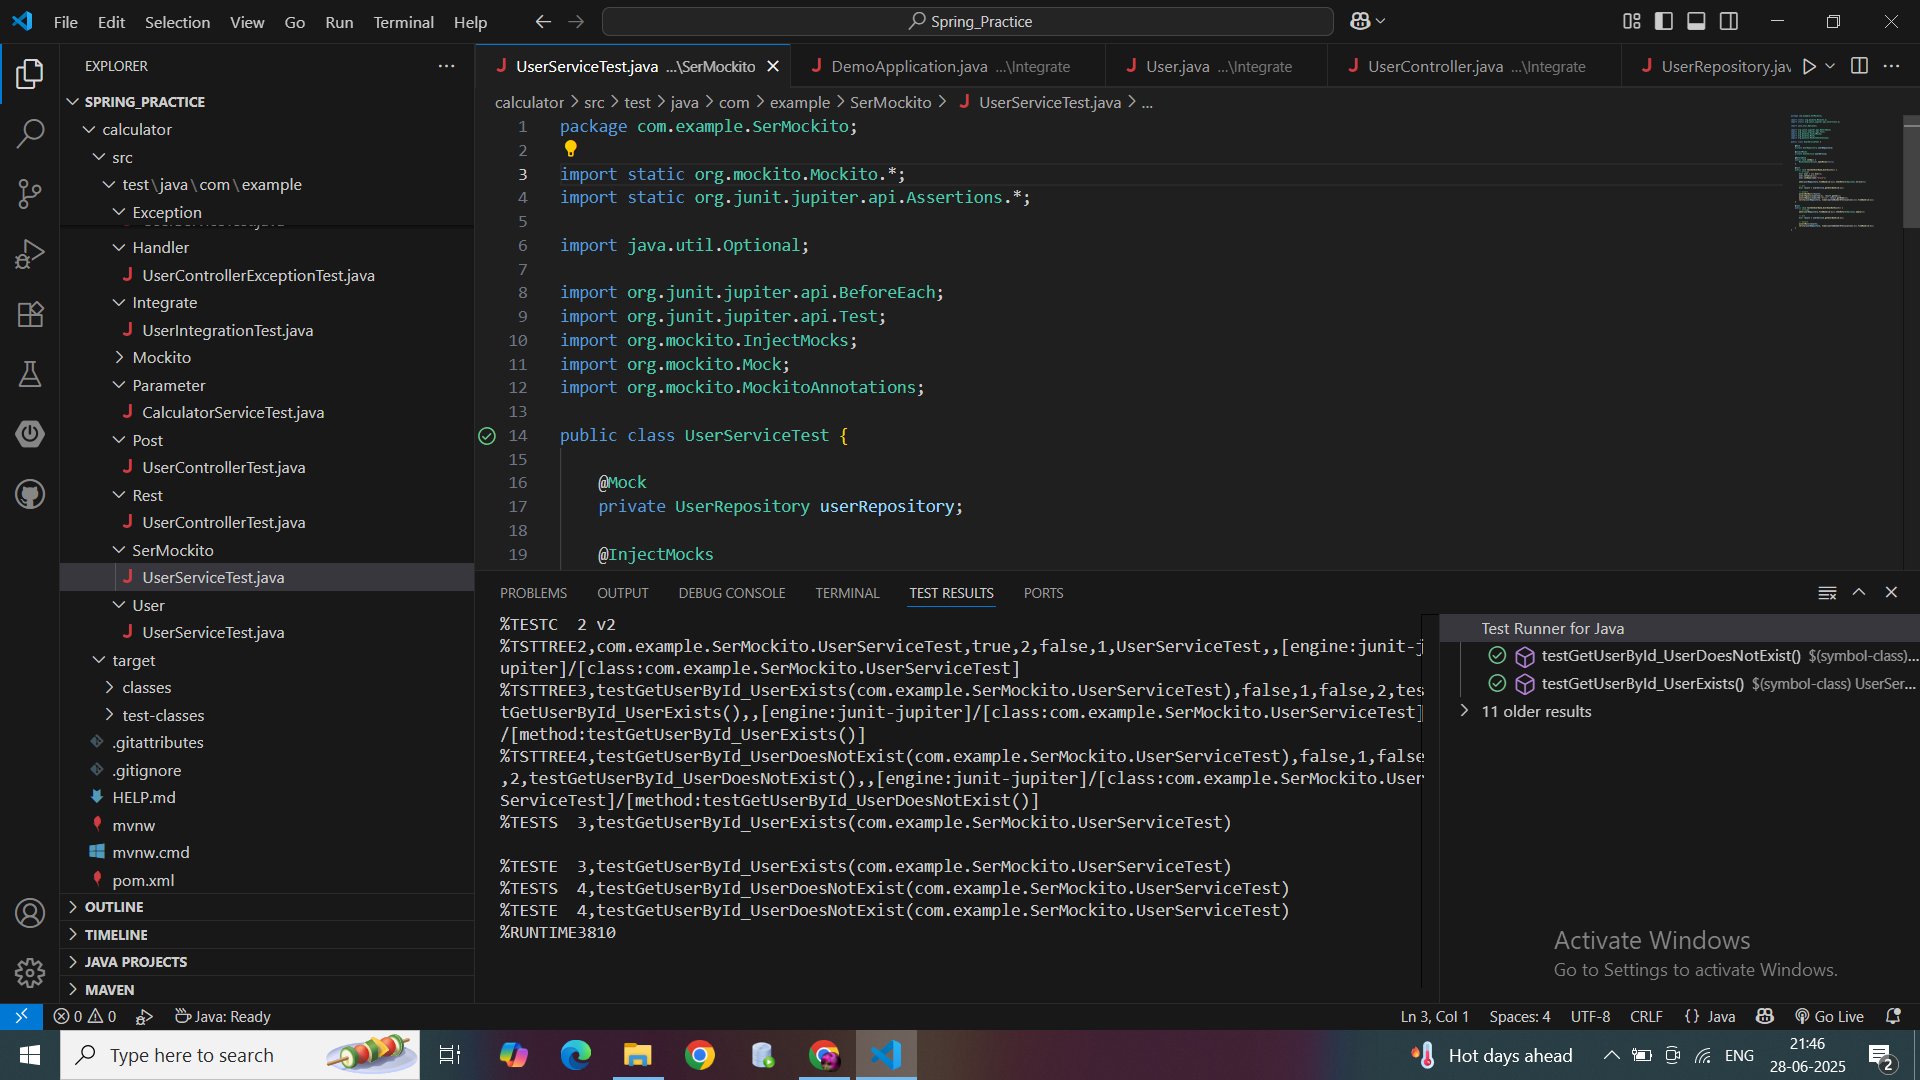 File Edit Selection View Go Run Terminal Help
Spring_Practice
EXPLORER
SPRING_PRACTICE
calculator
src
test\java\com\example
Exception
Handler
UserControllerExceptionTest.java
Integrate
UserIntegrationTest.java
Mockito
Parameter
CalculatorServiceTest.java
Post
UserControllerTest.java
Rest
UserControllerTest.java
SerMockito
UserServiceTest.java
User
UserServiceTest.java
target
classes
test-classes
.gitattributes
.gitignore
HELP.md
mvnw
mvnw.cmd
pom.xml
OUTLINE
TIMELINE
JAVA PROJECTS
MAVEN
UserServiceTest.java ...\SerMockito
DemoApplication.java ...\Integrate
User.java ...\Integrate
UserController.java ...\Integrate
UserRepository.jav
calculator > src > test > java > com > example > SerMockito > UserServiceTest.java > ...
1 package com.example.SerMockito;
2
3 import static org.mockito.Mockito.*;
4 import static org.junit.jupiter.api.Assertions.*;
5
6 import java.util.Optional;
7
8 import org.junit.jupiter.api.BeforeEach;
9 import org.junit.jupiter.api.Test;
10 import org.mockito.InjectMocks;
11 import org.mockito.Mock;
12 import org.mockito.MockitoAnnotations;
13
14 public class UserServiceTest {
15
16 @Mock
17 private UserRepository userRepository;
18
19 @InjectMocks
PROBLEMS OUTPUT DEBUG CONSOLE TERMINAL TEST RESULTS PORTS
%TESTC 2 v2
%TSTTREE2,com.example.SerMockito.UserServiceTest,true,2,false,1,UserServiceTest,,[engine:junit-j
upiter]/[class:com.example.SerMockito.UserServiceTest]
%TSTTREE3,testGetUserById_UserExists(com.example.SerMockito.UserServiceTest),false,1,false,2,tes
tGetUserById_UserExists(),,[engine:junit-jupiter]/[class:com.example.SerMockito.UserServiceTest]
/[method:testGetUserById_UserExists()]
%TSTTREE4,testGetUserById_UserDoesNotExist(com.example.SerMockito.UserServiceTest),false,1,false
,2,testGetUserById_UserDoesNotExist(),,[engine:junit-jupiter]/[class:com.example.SerMockito.User
ServiceTest]/[method:testGetUserById_UserDoesNotExist()]
%TESTS 3,testGetUserById_UserExists(com.example.SerMockito.UserServiceTest)
%TESTE 3,testGetUserById_UserExists(com.example.SerMockito.UserServiceTest)
%TESTS 4,testGetUserById_UserDoesNotExist(com.example.SerMockito.UserServiceTest)
%TESTE 4,testGetUserById_UserDoesNotExist(com.example.SerMockito.UserServiceTest)
%RUNTIME3810
Test Runner for Java
testGetUserById_UserDoesNotExist() $(symbol-class)...
testGetUserById_UserExists() $(symbol-class) UserSer...
11 older results
Activate Windows
Go to Settings to activate Windows.
0 0 Java: Ready
Ln 3, Col 1 Spaces: 4 UTF-8 CRLF {} Java Go Live
Type here to search
Hot days ahead
ENG
21:46
28-06-2025
2